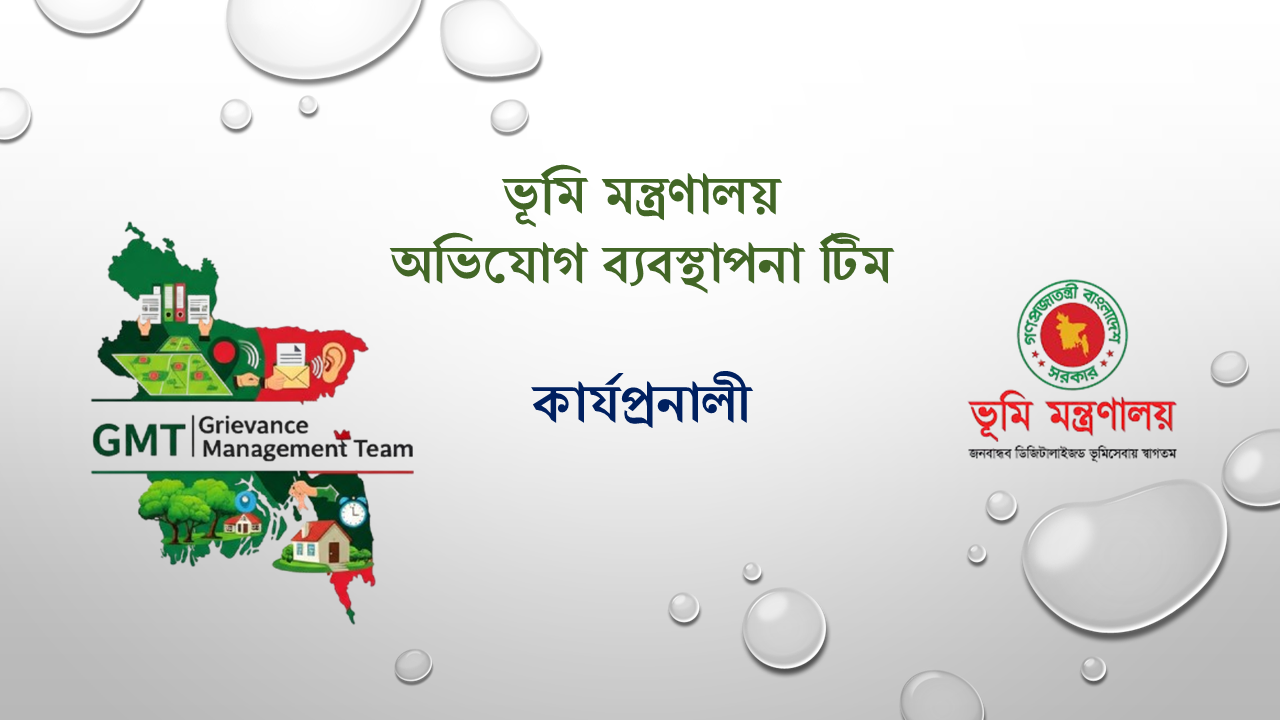 ভূমি মন্ত্রণালয়
অভিযোগ ব্যবস্থাপনা টিম
কার্যপ্রনালী
GMT
Grievance
Management Team
গণপ্রজাতন্ত্রী বাংলাদেশ
সরকার
ভূমি মন্ত্রণালয়
জনবান্ধব ডিজিটালাইজড ভূমিসেবায় স্বাগতম